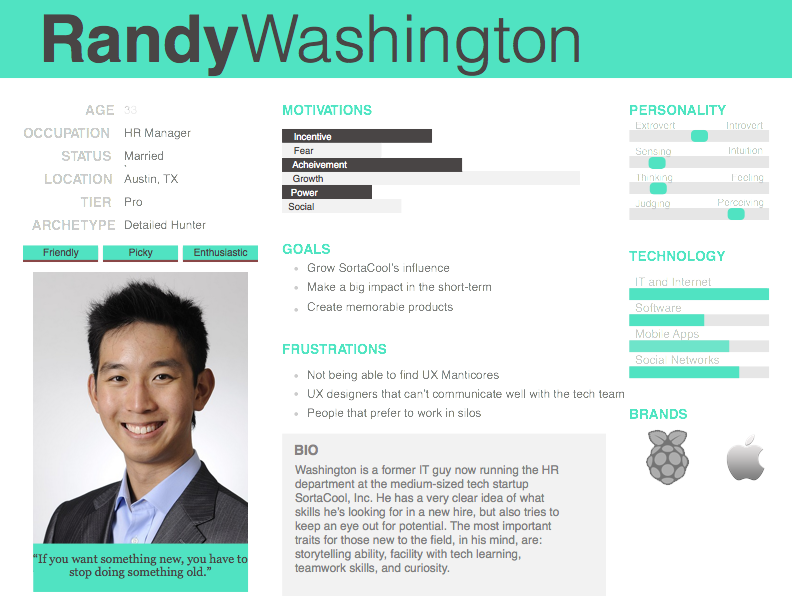 RandyWashington
AGE 33
OCCUPATION HR Manager
STATUS Married
LOCATION Austin, TX
TIER Pro
ARCHETYPE Detailed Hunter
Friendly Picky Enthusiastic
“If you want something new, you have to
stop doing something old.”
MOTIVATIONS
Incentive
Fear
Acheivement
Growth
Power
Social
GOALS
Grow SortaCool's influence
Make a big impact in the short-term
Create memorable products
FRUSTRATIONS
Not being able to find UX Manticores
UX designers that can't communicate well with the tech team
People that prefer to work in silos
BIO
Washington is a former IT guy now running the HR
department at the medium-sized tech startup
SortaCool, Inc. He has a very clear idea of what
skills he's looking for in a new hire, but also tries to
keep an eye out for potential. The most important
traits for those new to the field, in his mind, are:
storytelling ability, facility with tech learning,
teamwork skills, and curiosity.
PERSONALITY
Extrovert Introvert
Sensing Intuition
Thinking Feeling
Judging Perceiving
TECHNOLOGY
IT and Internet
Software
Mobile Apps
Social Networks
BRANDS